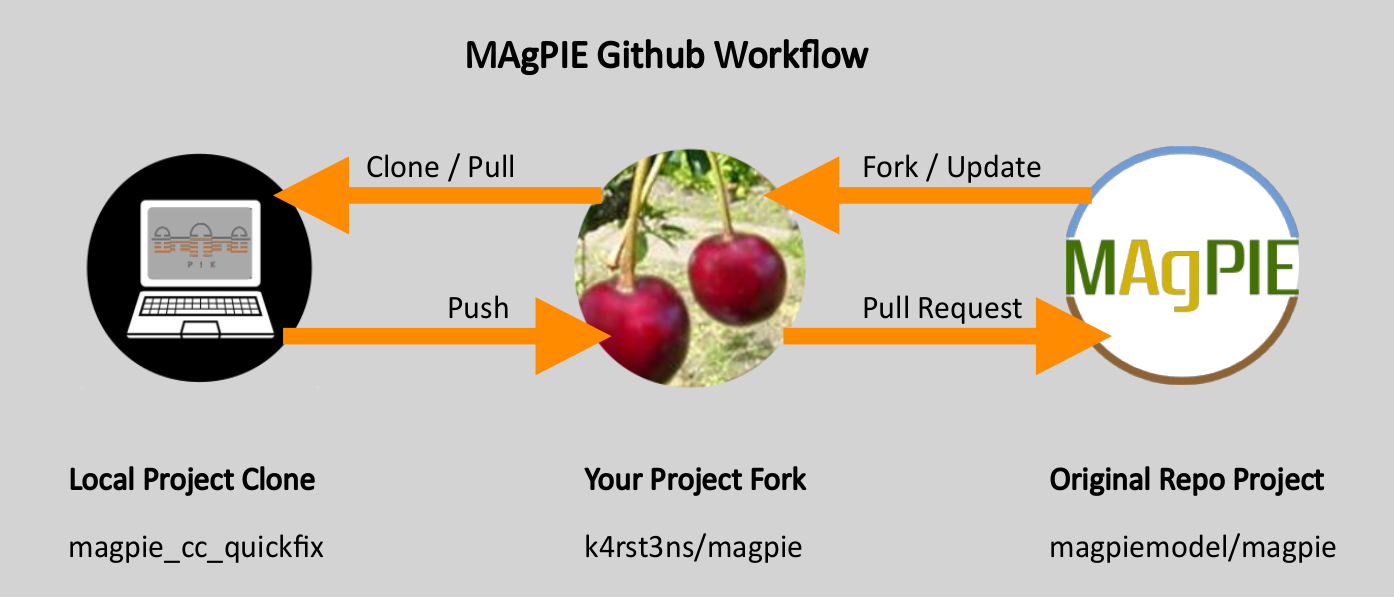 MAgPIE Github Workflow
Clone / Pull
Fork / Update
PIK
MAgPIE
Push
Pull Request
Local Project Clone
Your Project Fork
Original Repo Project
magpie_cc_quickfix
k4rst3ns/magpie
magpiemodel/magpie